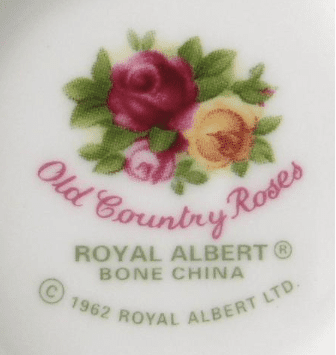 Old Country Roses
ROYAL ALBERT ®
BONE CHINA
© 1962 ROYAL ALBERT LTD.